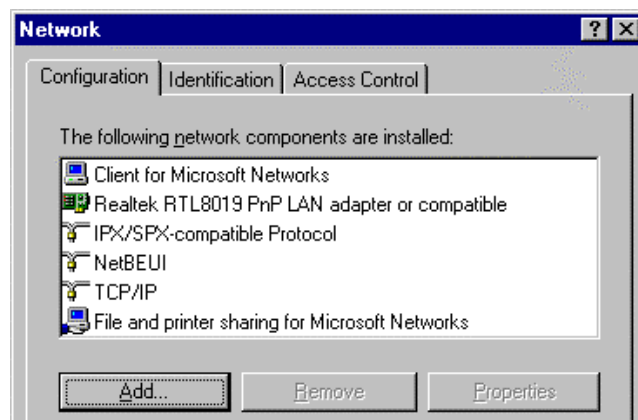 Network
Configuration Identification Access Control
The following network components are installed:
Client for Microsoft Networks
Realtek RTL8019 PnP LAN adapter or compatible
IPX/SPX-compatible Protocol
NetBEUI
TCP/IP
File and printer sharing for Microsoft Networks
Add... Remove Properties